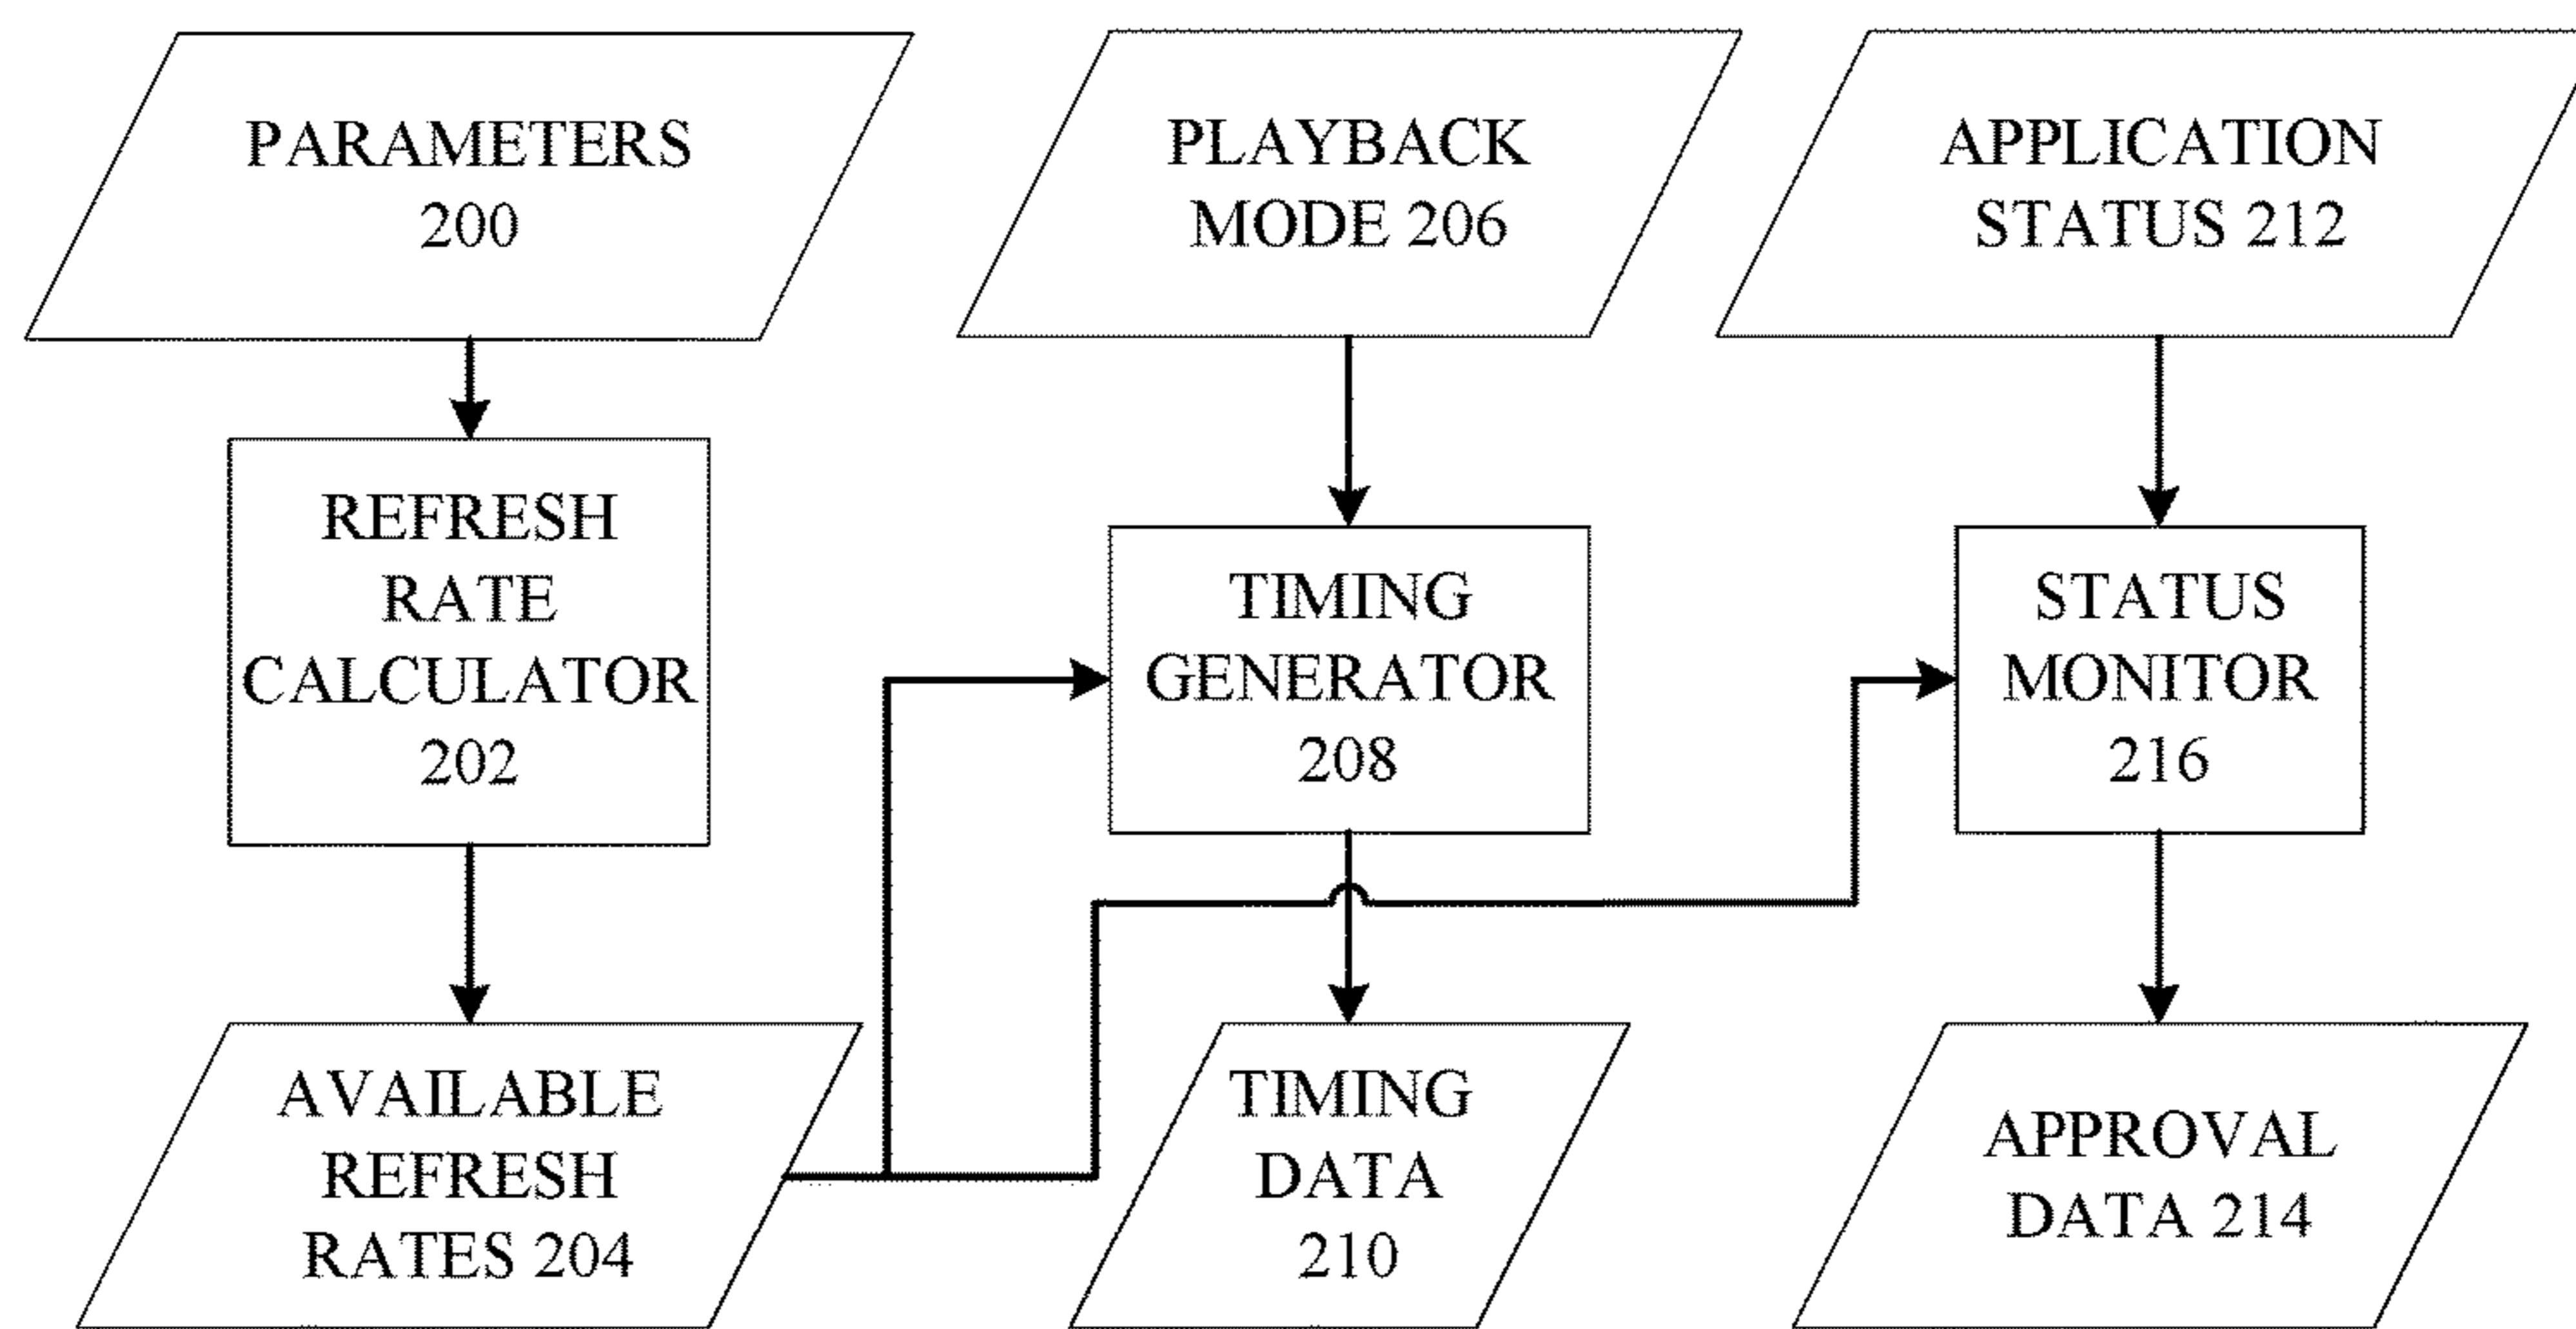 PARAMETERS
200
PLAYBACK
MODE 206
APPLICATION
STATUS 212
REFRESH
RATE
CALCULATOR
202
TIMING
GENERATOR
208
STATUS
MONITOR
216
AVAILABLE
REFRESH
RATES 204
TIMING
DATA
210
APPROVAL
DATA 214